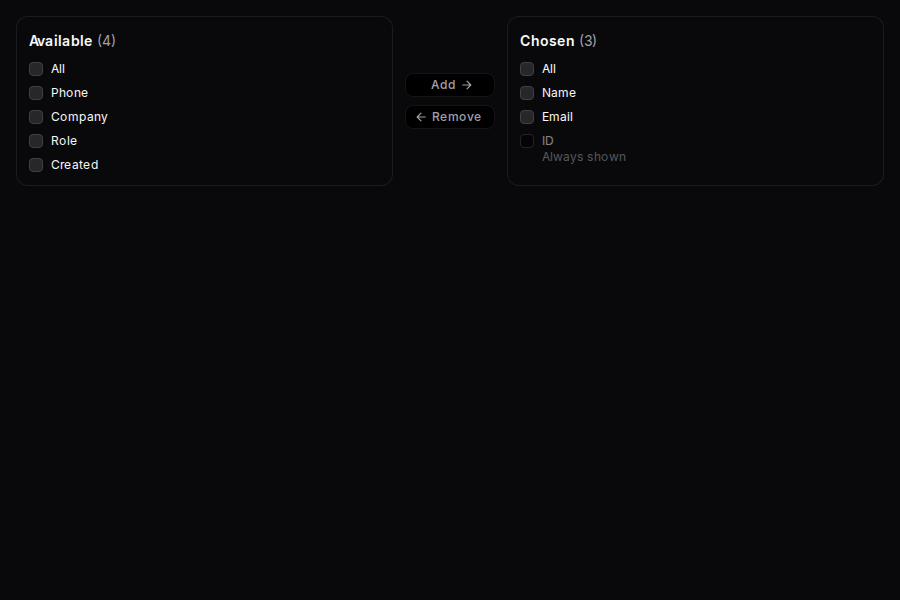 Available (4)
All
Phone
Company
Role
Created
Add →
← Remove
Chosen (3)
All
Name
Email
ID
Always shown